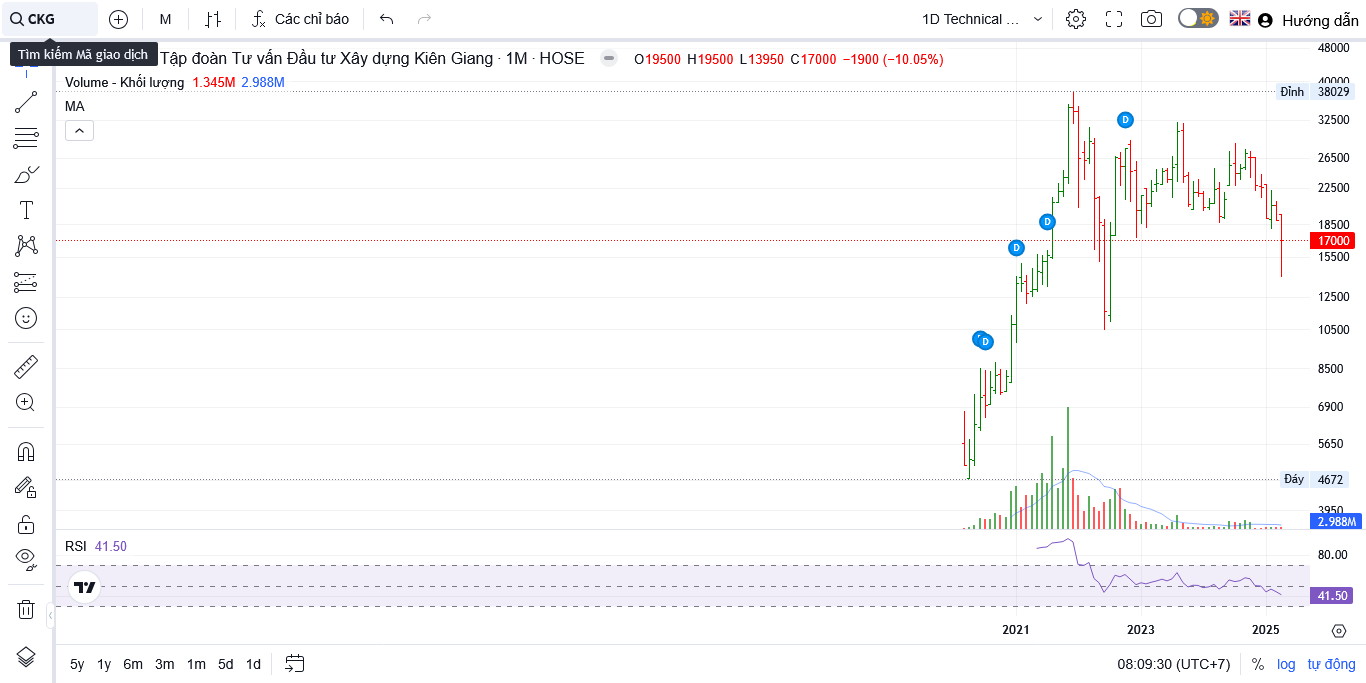 CKG
M
Các chỉ báo
1D Technical ...
Hướng dẫn
Tìm kiếm Mã giao dịch
Tập đoàn Tư vấn Đầu tư Xây dựng Kiên Giang · 1M · HOSE
O19500 H19500 L13950 C17000 −1900 (−10.05%)
Volume - Khối lượng 1.345M 2.988M
MA
48000
40000
Đỉnh 38029
32500
26500
22500
18500
17000
15500
12500
10500
8500
6900
5650
Đáy 4672
3950
2.988M
D
D
D
D
RSI 41.50
80.00
41.50
2021 2023 2025
5y 1y 6m 3m 1m 5d 1d
08:09:30 (UTC+7) % log tự động